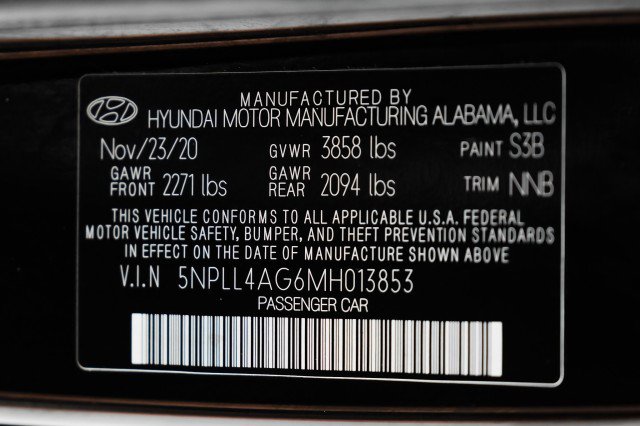 MANUFACTURED BY
HYUNDAI MOTOR MANUFACTURING ALABAMA, LLC
Nov/23/20 GVWR 3858 lbs PAINT S3B
GAWR FRONT 2271 lbs GAWR REAR 2094 lbs TRIM NNB
THIS VEHICLE CONFORMS TO ALL APPLICABLE U.S.A. FEDERAL
MOTOR VEHICLE SAFETY, BUMPER, AND THEFT PREVENTION STANDARDS
IN EFFECT ON THE DATE OF MANUFACTURE SHOWN ABOVE
V.I.N 5NPLL4AG6MH013853
PASSENGER CAR